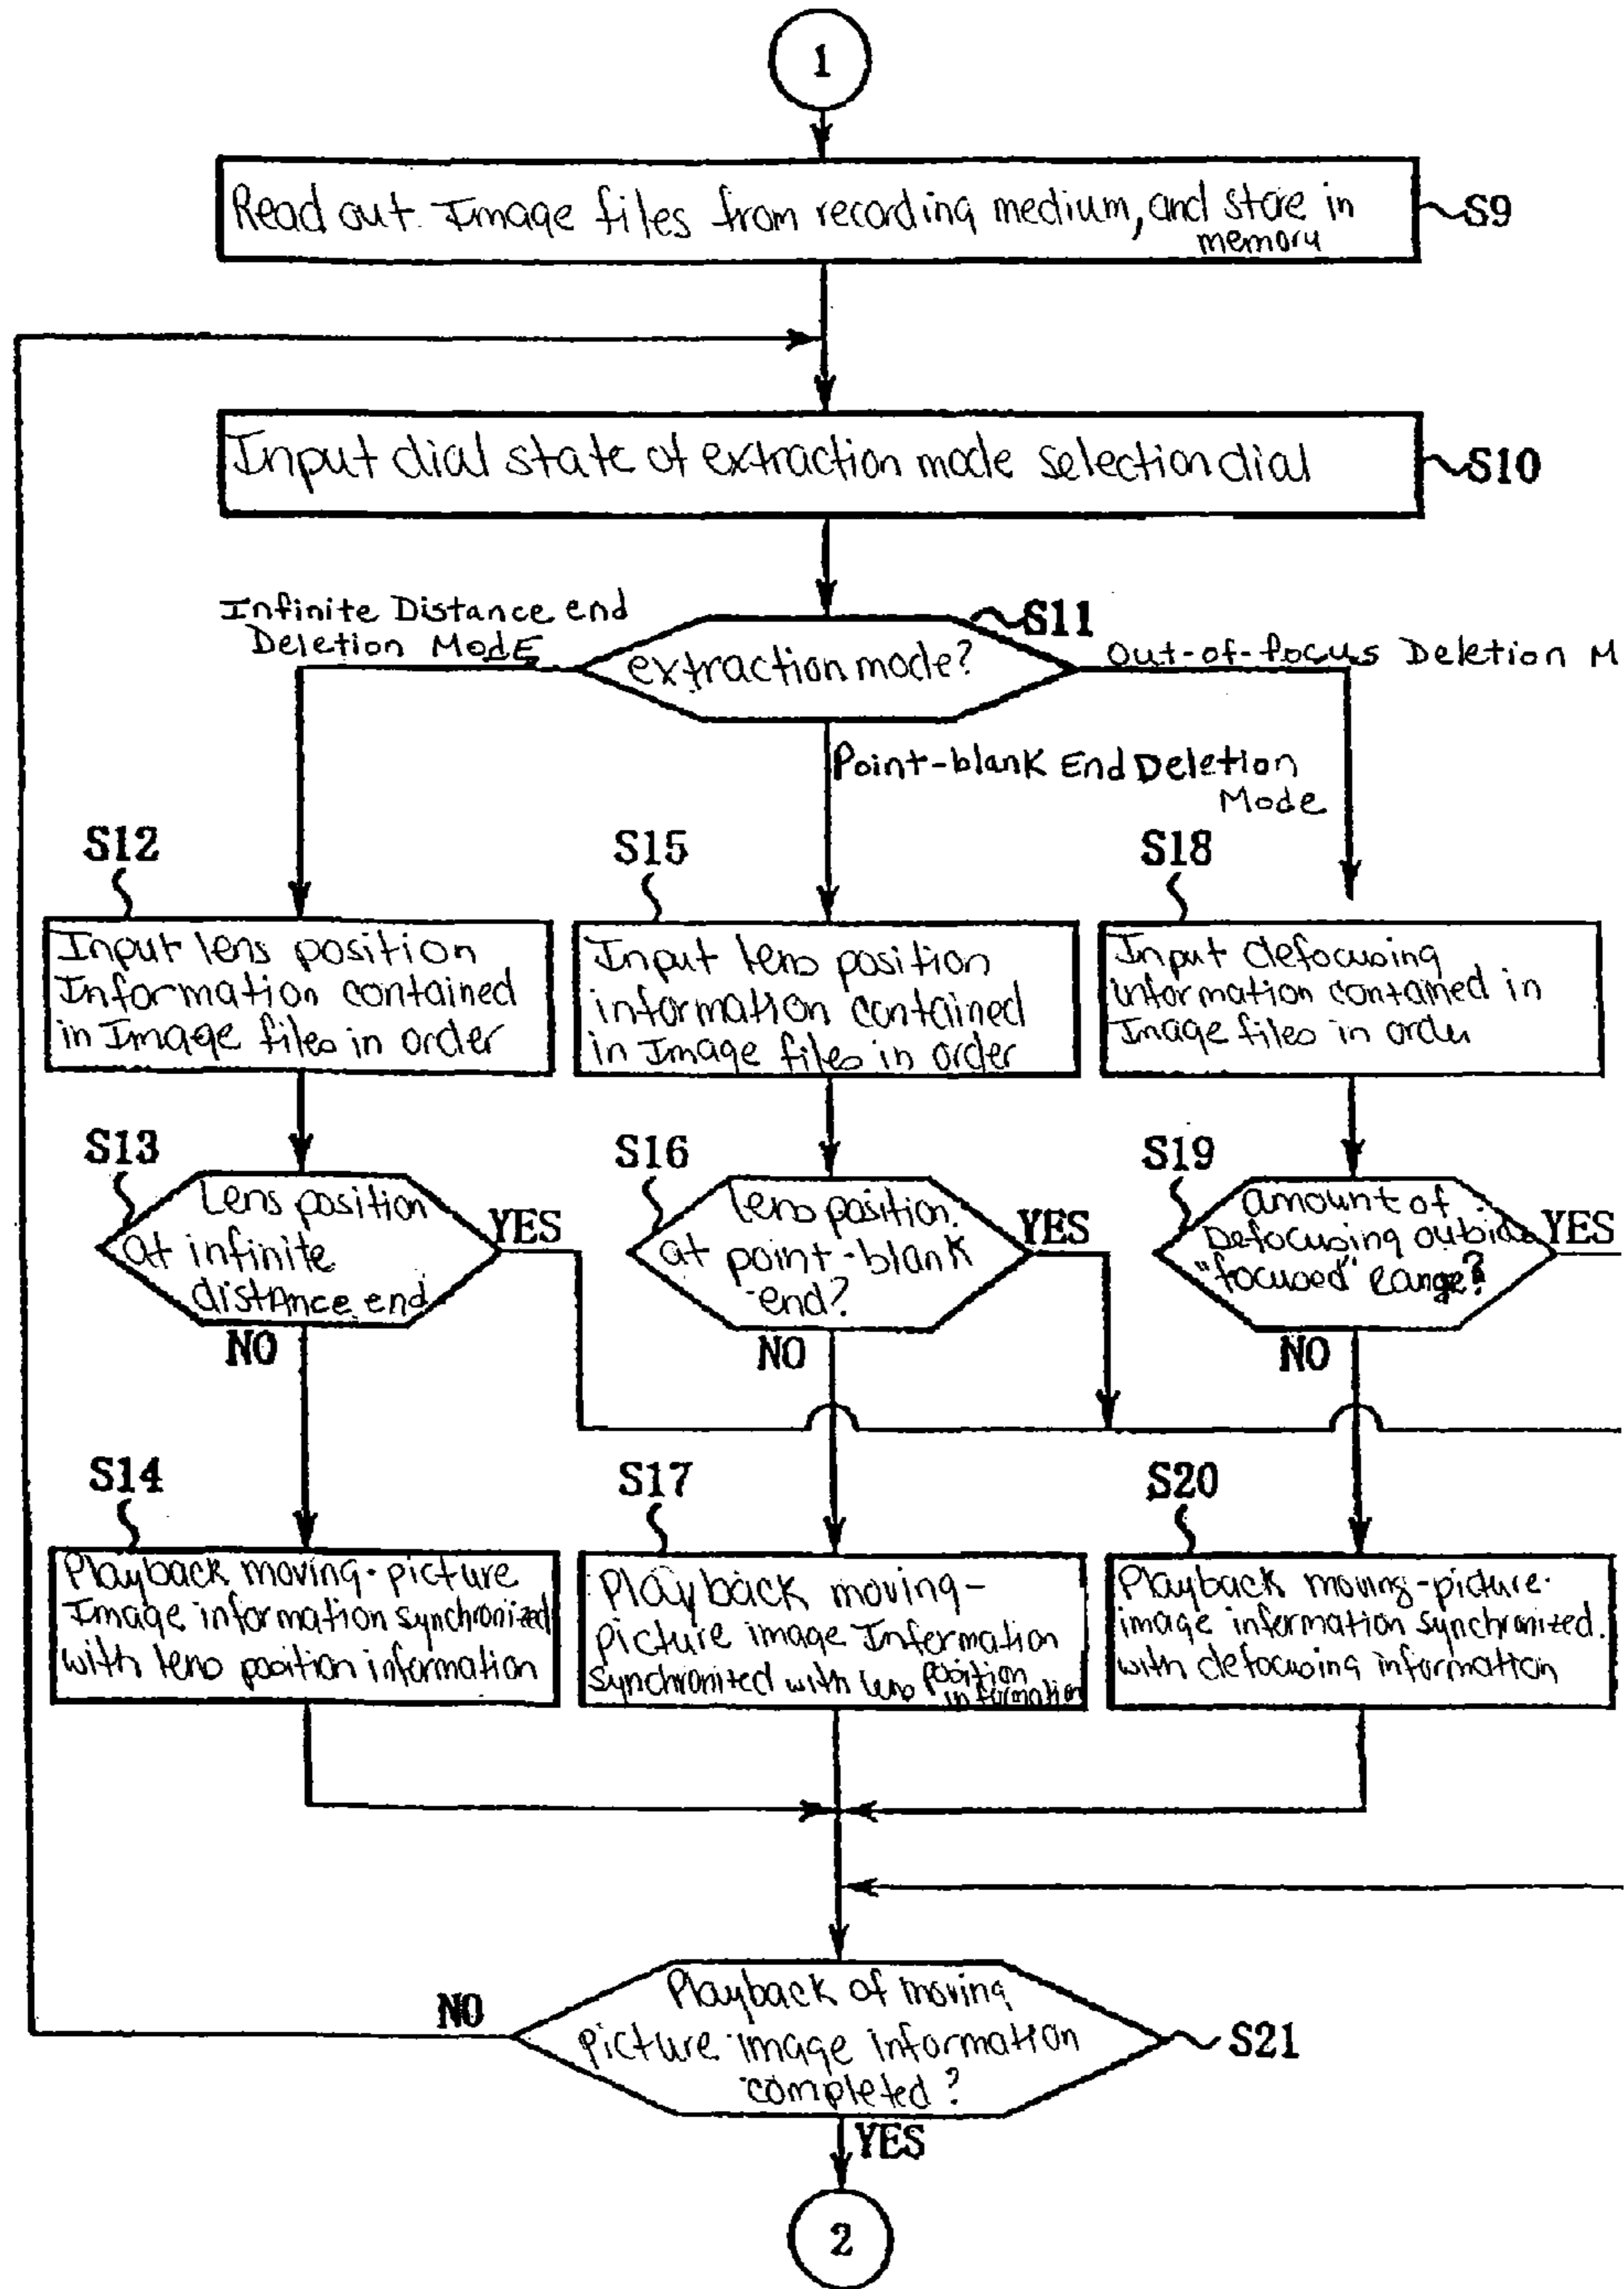 1
Read out Image files from recording medium, and store in
memory
S9
Input dial state of extraction mode selection dial
S10
Infinite Distance end
Deletion Mode
S11
extraction mode?
Out-of-focus Deletion M
Point-blank End Deletion
Mode
S12
Input lens position
Information contained
in Image files in order
S15
Input lens position
information contained
in Image files in order
S18
Input defocusing
information contained in
Image files in order
S13
Lens position
at infinite
distance end
YES
NO
S16
lens position
at point-blank
end?
YES
NO
S19
amount of
Defocusing outside
"focused" range?
YES
NO
S14
Playback moving-picture
Image information synchronized
with lens position information
S17
Playback moving-
picture image Information
synchronized with lens position
information
S20
Playback moving-picture
image information synchronized
with defocusing information
Playback of moving
picture image information
completed?
S21
NO
YES
2